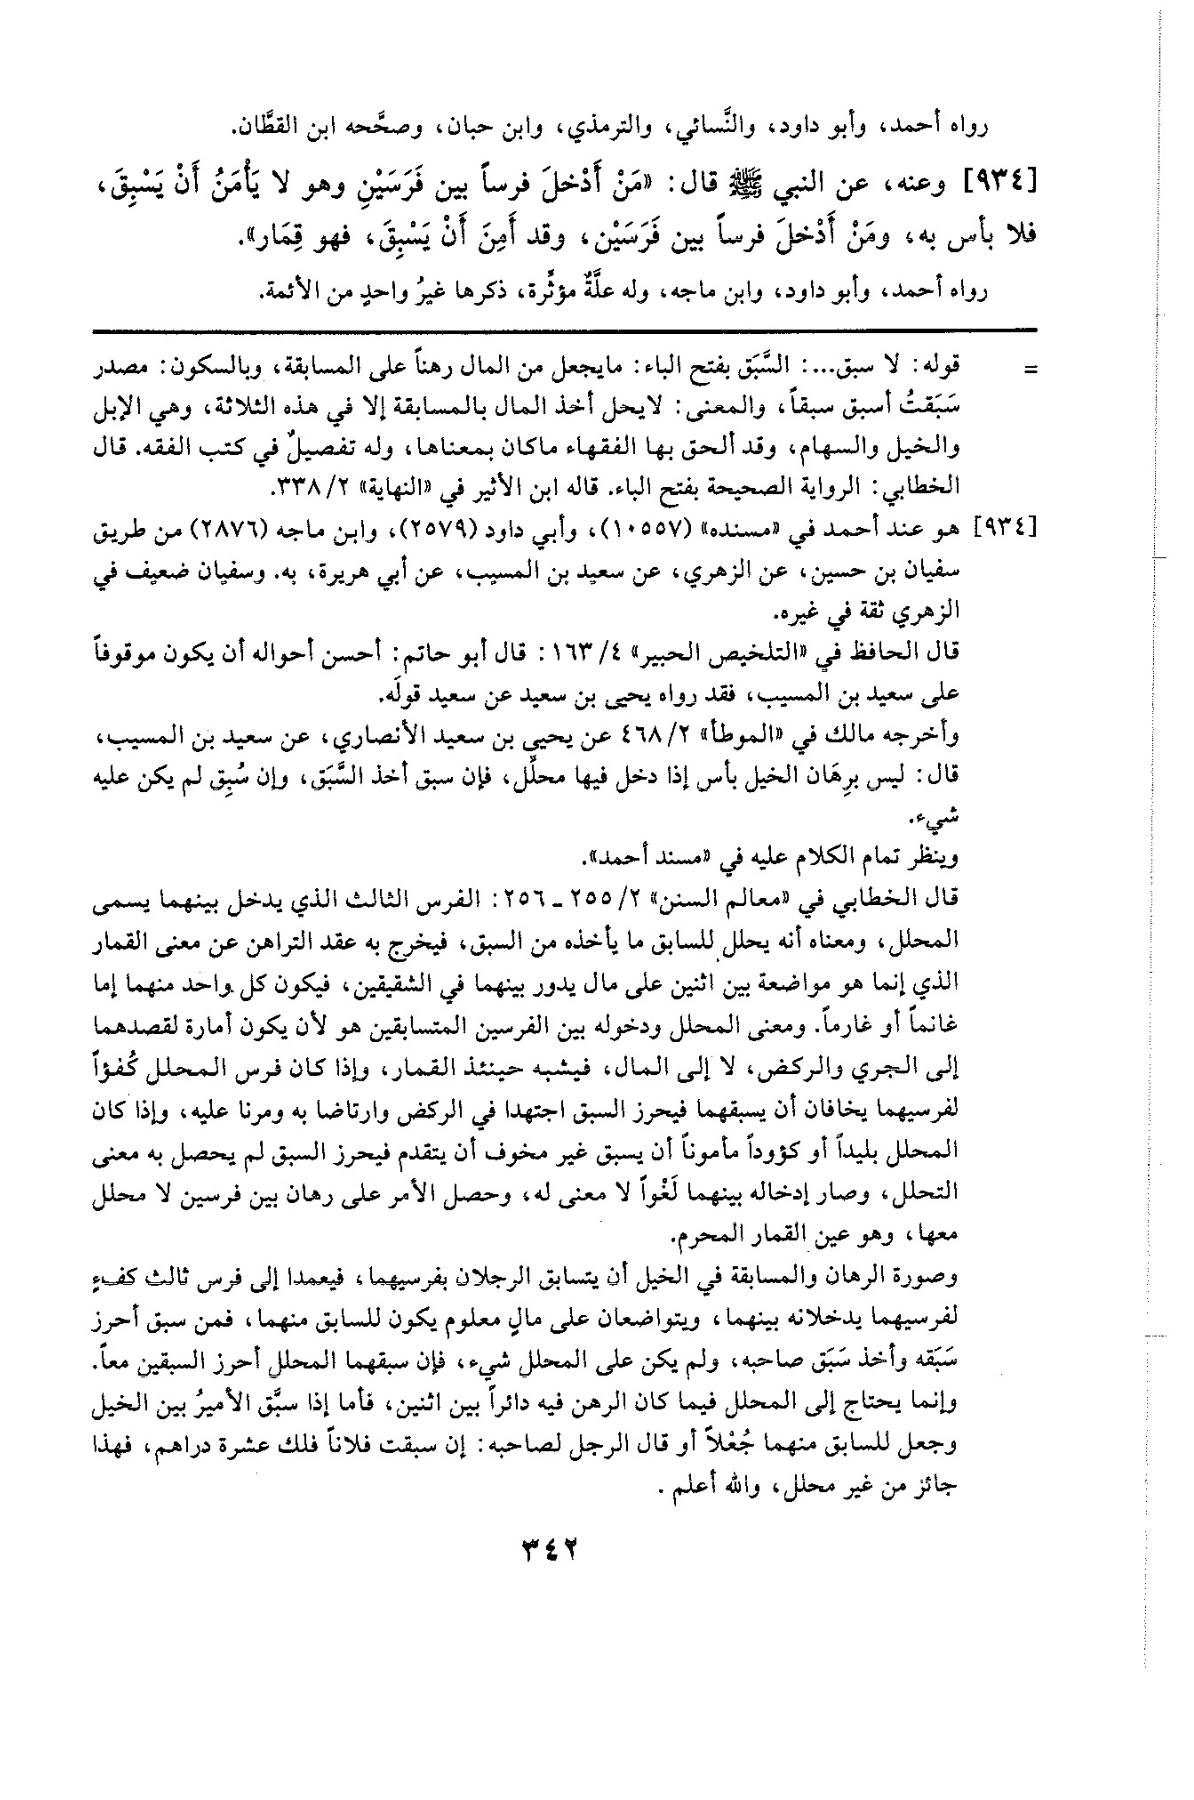 رواه أحمد، وأبو داود، والنَّسائي، والترمذي، وابن حبان، وصحَّحه ابن القطَّان.
[٩٣٤] وعنه، عن النبي ﷺ قال: «مَنْ أَدْخلَ فرساً بين فَرَسَيْنِ وهو لا يَأْمَنُ أَنْ يَسْبِقَ،
فلا بأس به، ومَنْ أَدْخلَ فرساً بين فَرَسَيْن، وقد أَمِنَ أَنْ يَسْبِقَ، فهو قِمَار».
رواه أحمد، وأبو داود، وابن ماجه، وله علَّةٌ مؤثِّرة، ذكرها غيرُ واحدٍ من الأئمة.
= قوله: لا سبق...: السَّبَق بفتح الباء: مايجعل من المال رهناً على المسابقة، وبالسكون: مصدر
سَبَقتُ أسبق سبقاً، والمعنى: لايحل أخذ المال بالمسابقة إلا في هذه الثلاثة، وهي الإبل
والخيل والسهام، وقد ألحق بها الفقهاء ماكان بمعناها، وله تفصيلٌ في كتب الفقه. قال
الخطابي: الرواية الصحيحة بفتح الباء. قاله ابن الأثير في «النهاية» ٣٣٨/٢.
[٩٣٤] هو عند أحمد في «مسنده» (١٠٥٥٧)، وأبي داود (٢٥٧٩)، وابن ماجه (٢٨٧٦) من طريق
سفيان بن حسين، عن الزهري، عن سعيد بن المسيب، عن أبي هريرة، به. وسفيان ضعيف في
الزهري ثقة في غيره.
قال الحافظ في «التلخيص الحبير» ١٦٣/٤: قال أبو حاتم: أحسن أحواله أن يكون موقوفاً
على سعيد بن المسيب، فقد رواه يحيى بن سعيد عن سعيد قولَه.
وأخرجه مالك في «الموطأ» ٤٦٨/٢ عن يحيى بن سعيد الأنصاري، عن سعيد بن المسيب،
قال: ليس برِهَان الخيل بأس إذا دخل فيها محلِّل، فإن سبق أخذ السَّبَق، وإن سُبِق لم يكن عليه
شيء.
وينظر تمام الكلام عليه في «مسند أحمد».
قال الخطابي في «معالم السنن» ٢٥٥/٢ ـ ٢٥٦: الفرس الثالث الذي يدخل بينهما يسمى
المحلل، ومعناه أنه يحلل للسابق ما يأخذه من السبق، فيخرج به عقد التراهن عن معنى القمار
الذي إنما هو مواضعة بين اثنين على مال يدور بينهما في الشقيقين، فيكون كل واحد منهما إما
غانماً أو غارماً. ومعنى المحلل ودخوله بين الفرسين المتسابقين هو لأن يكون أمارة لقصدهما
إلى الجري والركض، لا إلى المال، فيشبه حينئذ القمار، وإذا كان فرس المحلل كُفؤاً
لفرسيهما يخافان أن يسبقهما فيحرز السبق اجتهدا في الركض وارتاضا به ومرنا عليه، وإذا كان
المحلل بليداً أو كؤوداً مأموناً أن يسبق غير مخوف أن يتقدم فيحرز السبق لم يحصل به معنى
التحلل، وصار إدخاله بينهما لَغْواً لا معنى له، وحصل الأمر على رهان بين فرسين لا محلل
معها، وهو عين القمار المحرم.
وصورة الرهان والمسابقة في الخيل أن يتسابق الرجلان بفرسيهما، فيعمدا إلى فرس ثالث كفءٍ
لفرسيهما يدخلانه بينهما، ويتواضعان على مالٍ معلوم يكون للسابق منهما، فمن سبق أحرز
سَبَقه وأخذ سَبَق صاحبه، ولم يكن على المحلل شيء، فإن سبقهما المحلل أحرز السبقين معاً.
وإنما يحتاج إلى المحلل فيما كان الرهن فيه دائراً بين اثنين، فأما إذا سبَّق الأميرُ بين الخيل
وجعل للسابق منهما جُعْلاً أو قال الرجل لصاحبه: إن سبقت فلاناً فلك عشرة دراهم، فهذا
جائز من غير محلل، والله أعلم .
٣٤٢